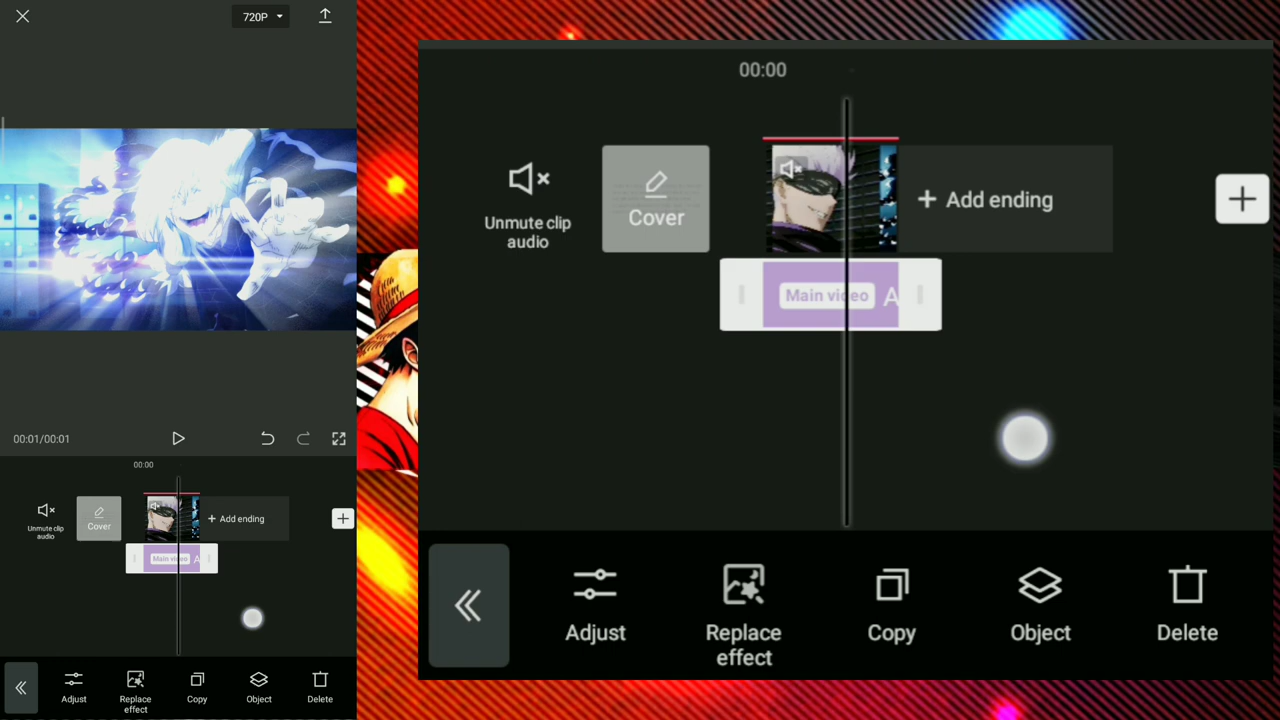 720P
00:01/00:01
00:00
Unmute clip
audio
Cover
+ Add ending
Main video A
Adjust
Replace
effect
Copy
Object
Delete
00:00
Unmute clip
audio
Cover
+ Add ending
Main video A
Adjust
Replace
effect
Copy
Object
Delete